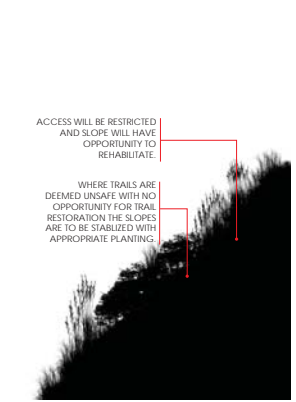 ACCESS WILL BE RESTRICTED
AND SLOPE WILL HAVE
OPPORTUNITY TO
REHABILITATE.
WHERE TRAILS ARE
DEEMED UNSAFE WITH NO
OPPORTUNITY FOR TRAIL
RESTORATION THE SLOPES
ARE TO BE STABLIZED WITH
APPROPRIATE PLANTING.